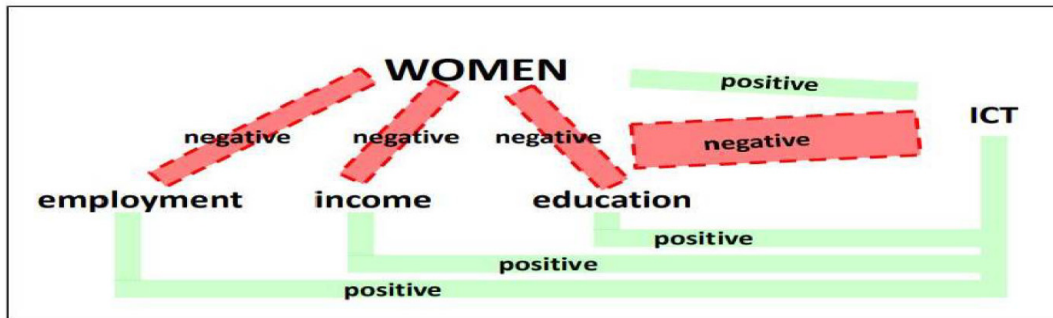 WOMEN
positive
ICT
negative negative negative negative
employment income education
positive
positive
positive